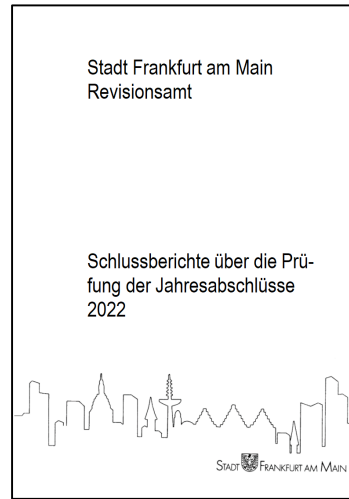 Stadt Frankfurt am Main
Revisionsamt
Schlussberichte über die Prü-
fung der Jahresabschlüsse
2022
STADT FRANKFURT AM MAIN